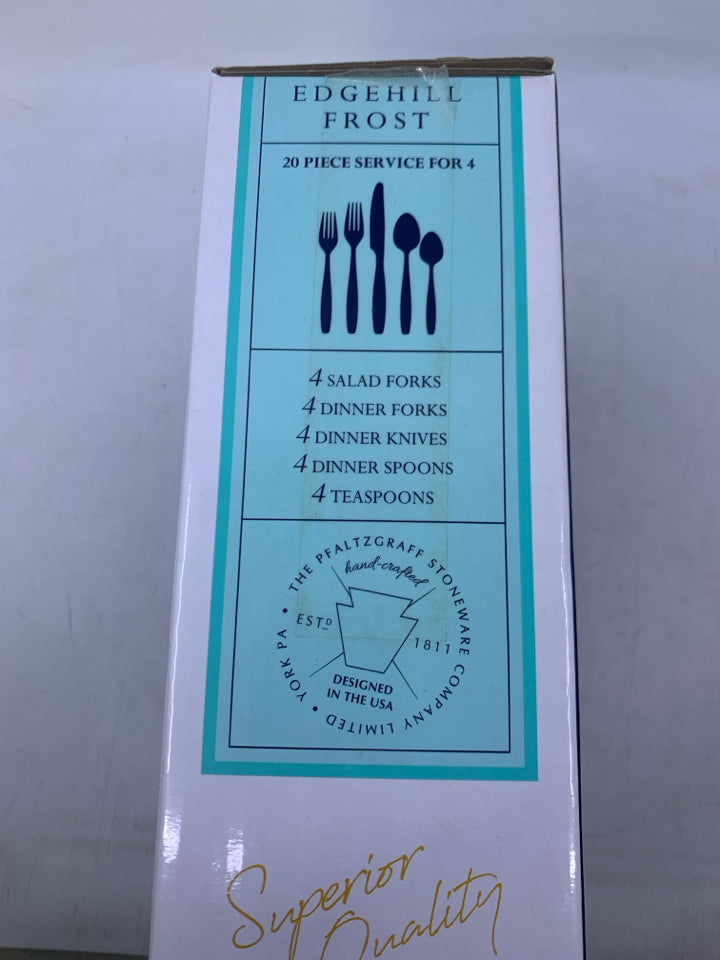 EDGEHILL
FROST
20 PIECE SERVICE FOR 4
4 SALAD FORKS
4 DINNER FORKS
4 DINNER KNIVES
4 DINNER SPOONS
4 TEASPOONS
THE PFALTZGRAFF STONEWARE COMPANY LIMITED • YORK PA •
hand-crafted
ESTD
1811
DESIGNED
IN THE USA
Superior
Quality